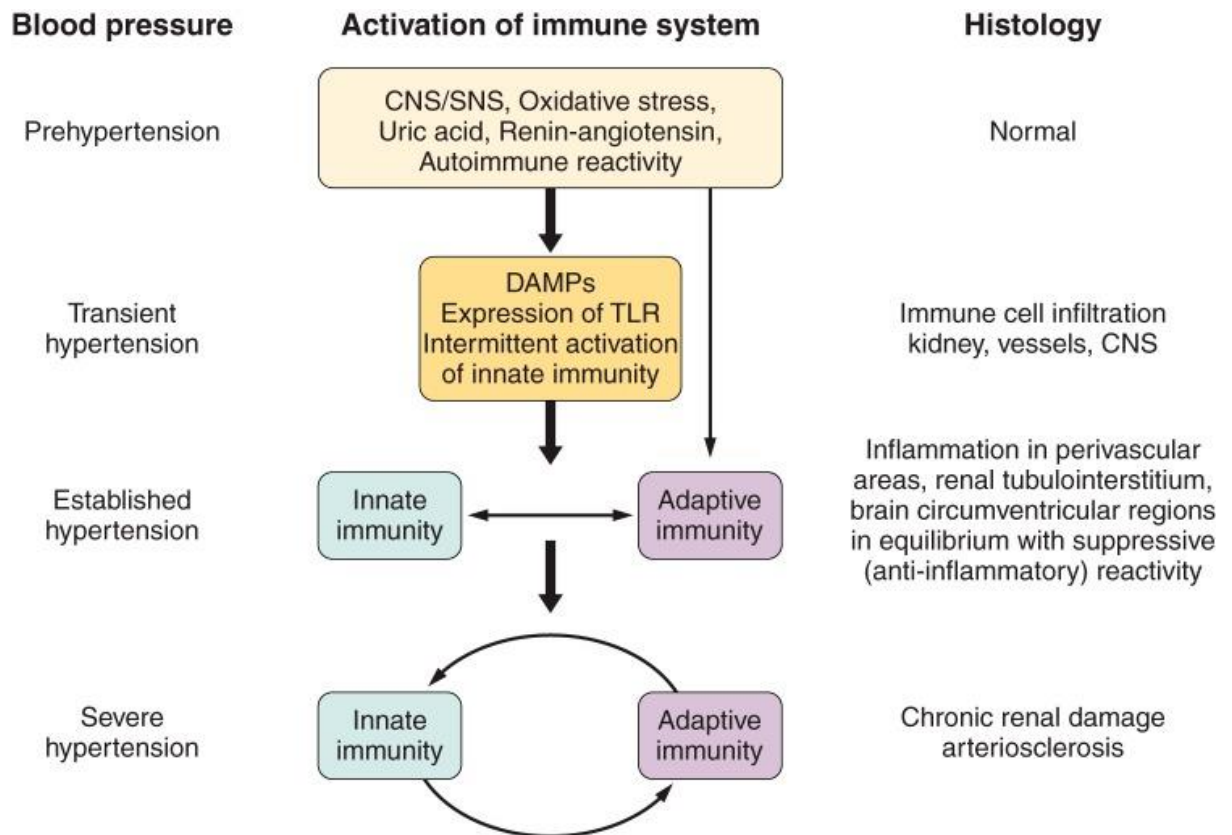 Blood pressure
Activation of immune system
Histology
Prehypertension
CNS/SNS, Oxidative stress,
Uric acid, Renin-angiotensin,
Autoimmune reactivity
Normal
Transient
hypertension
DAMPs
Expression of TLR
Intermittent activation
of innate immunity
Immune cell infiltration
kidney, vessels, CNS
Established
hypertension
Innate
immunity
Adaptive
immunity
Inflammation in perivascular
areas, renal tubulointerstitium,
brain circumventricular regions
in equilibrium with suppressive
(anti-inflammatory) reactivity
Severe
hypertension
Innate
immunity
Adaptive
immunity
Chronic renal damage
arteriosclerosis